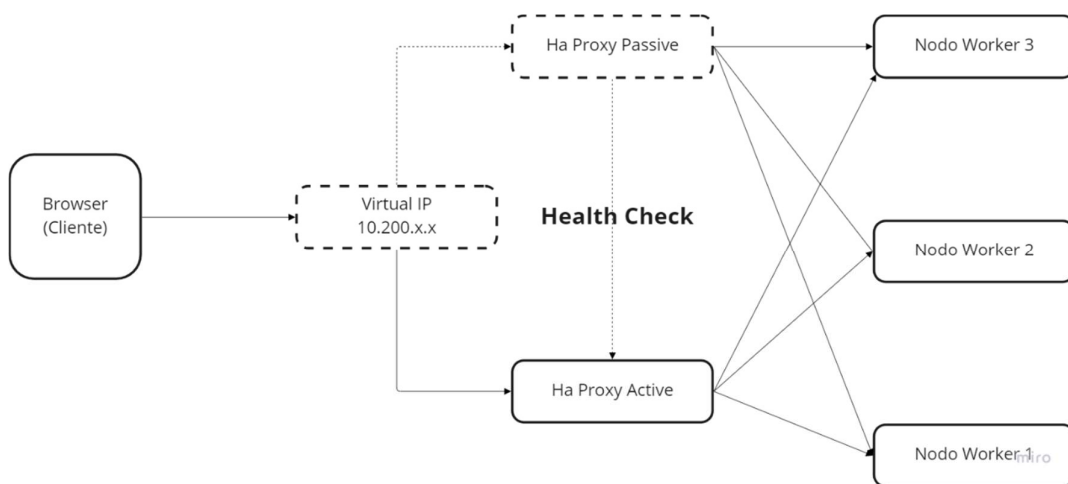 Ha Proxy Passive
Nodo Worker 3
Browser
(Cliente)
Virtual IP
10.200.x.x
Health Check
Nodo Worker 2
Ha Proxy Active
Nodo Worker 1
miro